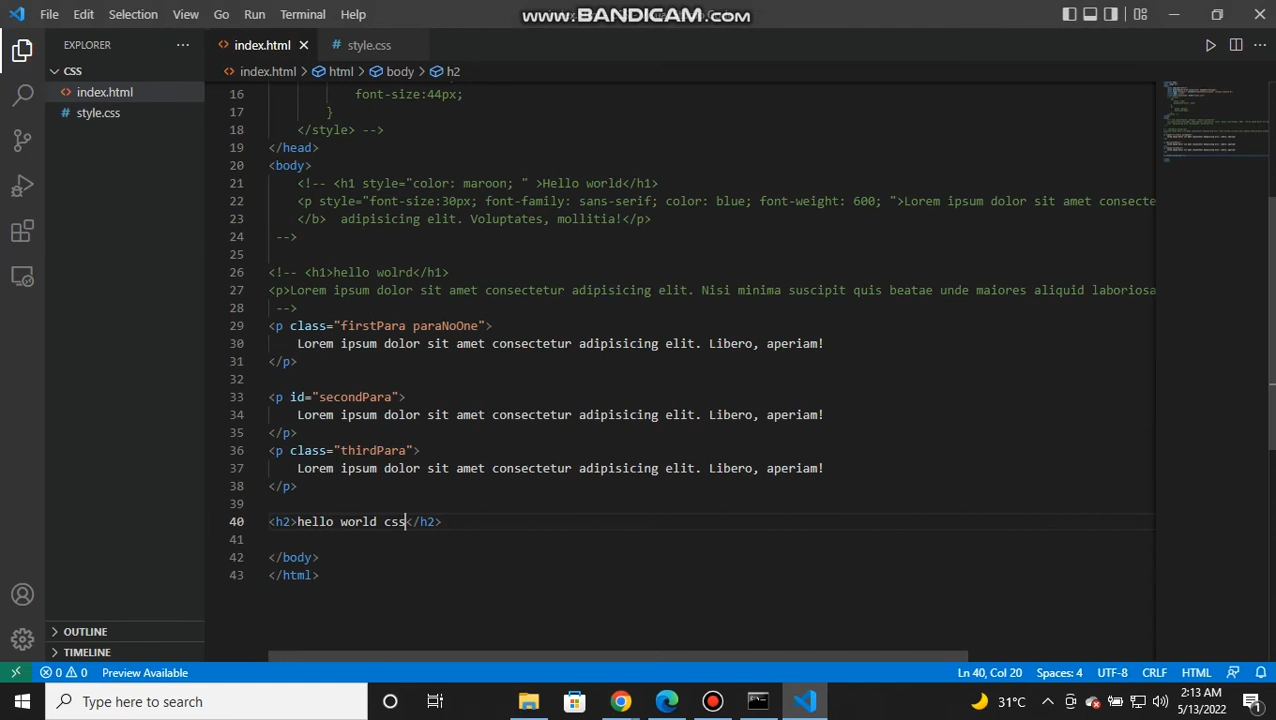 File Edit Selection View Go Run Terminal Help
www.BANDICAM.com
EXPLORER
index.html
style.css
CSS
index.html > html > body > h2
index.html
style.css
16 font-size:44px;
17 }
18 </style> -->
19 </head>
20 <body>
21 <!-- <h1 style="color: maroon; " >Hello world</h1>
22 <p style="font-size:30px; font-family: sans-serif; color: blue; font-weight: 600; ">Lorem ipsum dolor sit amet consecte
23 </b>  adipisicing elit. Voluptates, mollitia!</p>
24 -->
25
26 <!-- <h1>hello wolrd</h1>
27 <p>Lorem ipsum dolor sit amet consectetur adipisicing elit. Nisi minima suscipit quis beatae unde maiores aliquid laboriosa
28 -->
29 <p class="firstPara paraNoOne">
30 Lorem ipsum dolor sit amet consectetur adipisicing elit. Libero, aperiam!
31 </p>
32
33 <p id="secondPara">
34 Lorem ipsum dolor sit amet consectetur adipisicing elit. Libero, aperiam!
35 </p>
36 <p class="thirdPara">
37 Lorem ipsum dolor sit amet consectetur adipisicing elit. Libero, aperiam!
38 </p>
39
40 <h2>hello world css</h2>
41
42 </body>
43 </html>
OUTLINE
TIMELINE
0 0 Preview Available
Ln 40, Col 20 Spaces: 4 UTF-8 CRLF HTML
Type here to search
31°C
2:13 AM
5/13/2022
1